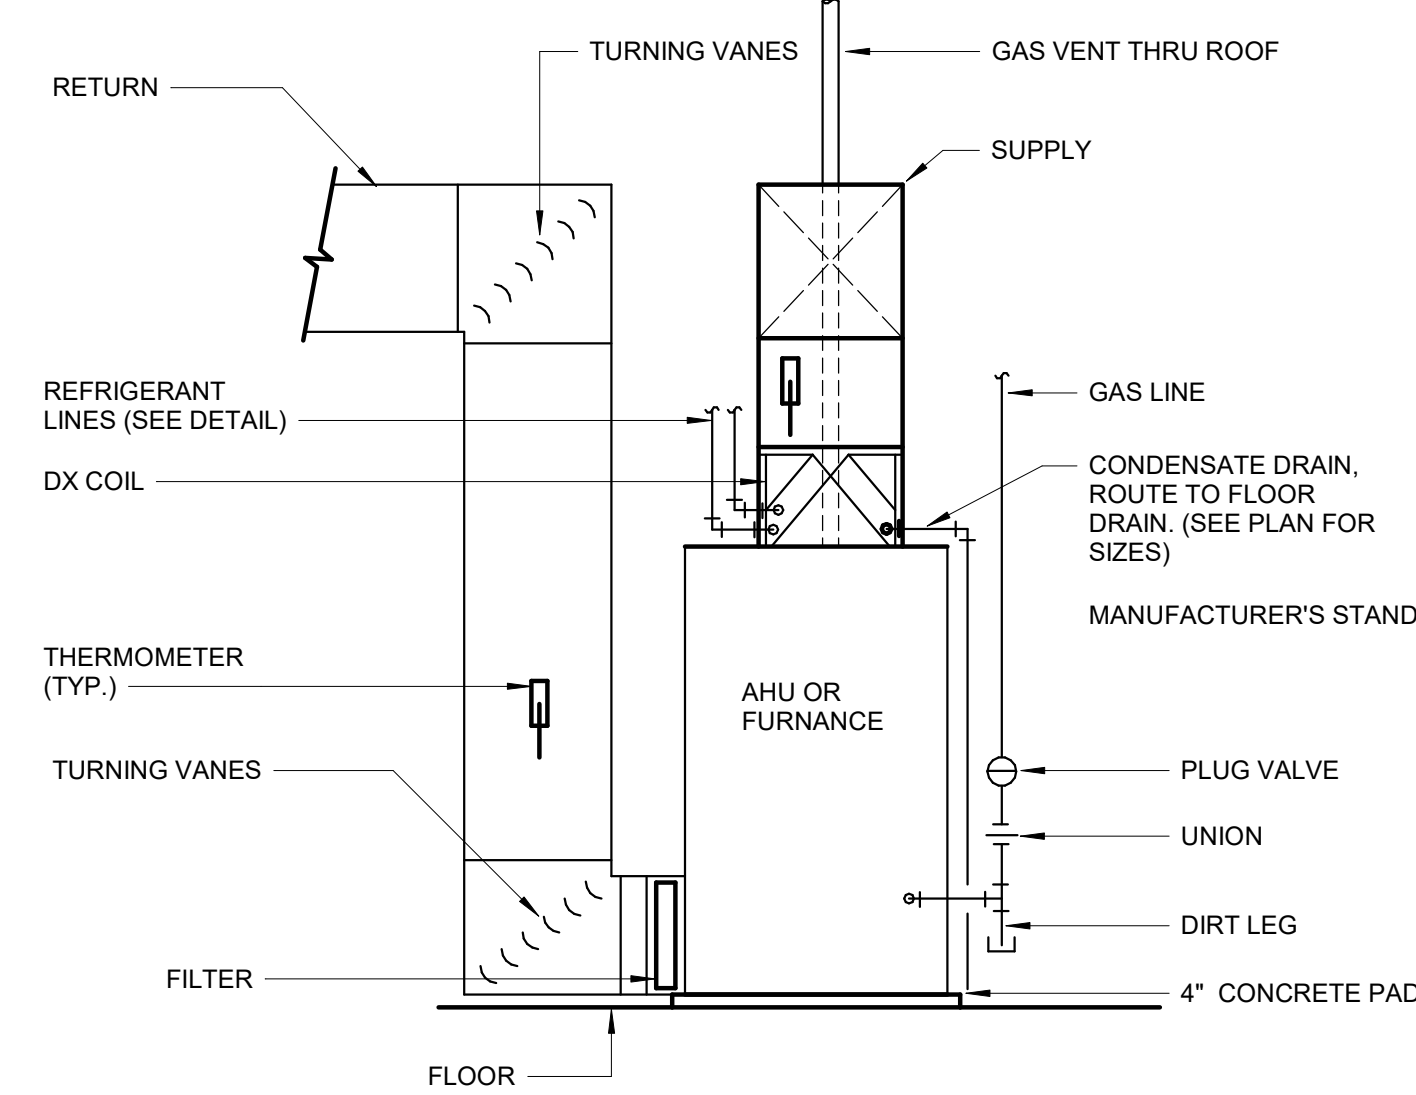 TURNING VANES
GAS VENT THRU ROOF
RETURN
SUPPLY
REFRIGERANT
LINES (SEE DETAIL)
GAS LINE
DX COIL
CONDENSATE DRAIN,
ROUTE TO FLOOR
DRAIN. (SEE PLAN FOR
SIZES)
MANUFACTURER'S STAND
THERMOMETER
(TYP.)
AHU OR
FURNANCE
TURNING VANES
PLUG VALVE
UNION
DIRT LEG
FILTER
4" CONCRETE PAD
FLOOR